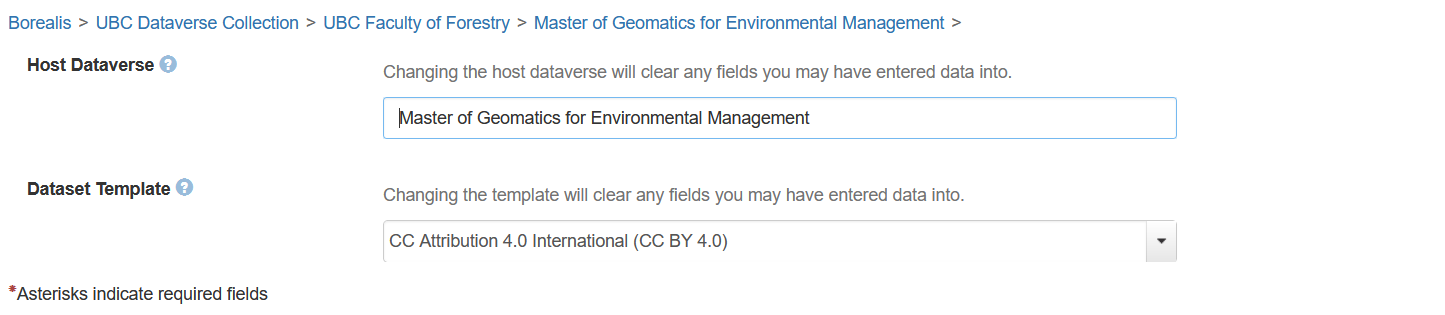 Borealis > UBC Dataverse Collection > UBC Faculty of Forestry > Master of Geomatics for Environmental Management >
Host Dataverse ?
Changing the host dataverse will clear any fields you may have entered data into.
Master of Geomatics for Environmental Management
Dataset Template ?
Changing the template will clear any fields you may have entered data into.
CC Attribution 4.0 International (CC BY 4.0)
*Asterisks indicate required fields